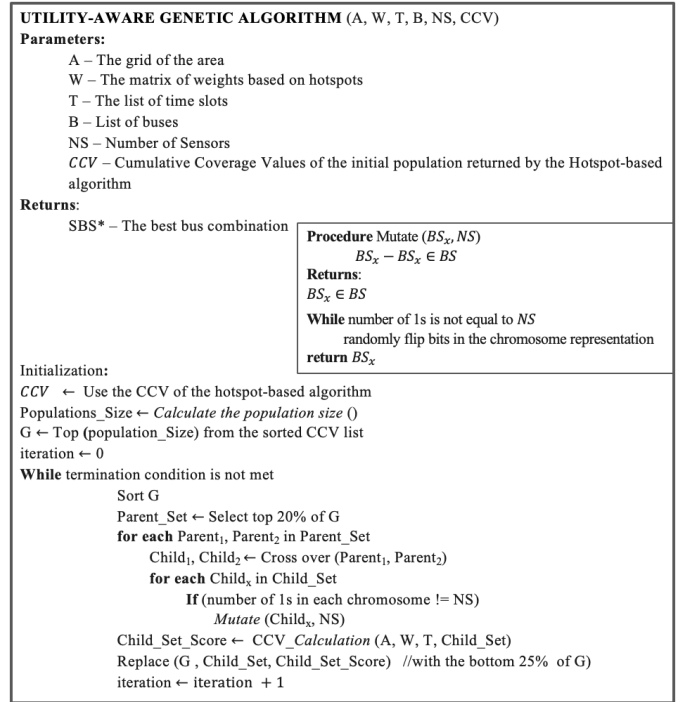 UTILITY-AWARE GENETIC ALGORITHM (A, W, T, B, NS, CCV)
Parameters:
A – The grid of the area
W – The matrix of weights based on hotspots
T – The list of time slots
B – List of buses
NS – Number of Sensors
CCV – Cumulative Coverage Values of the initial population returned by the Hotspot-based
algorithm
Returns:
SBS* – The best bus combination
Procedure Mutate (BSₓ, NS)
BSₓ – BSₓ ∈ BS
Returns:
BSₓ ∈ BS
While number of 1s is not equal to NS
randomly flip bits in the chromosome representation
return BSₓ
Initialization:
CCV ← Use the CCV of the hotspot-based algorithm
Populations_Size ← Calculate the population size ()
G ← Top (population_Size) from the sorted CCV list
iteration ← 0
While termination condition is not met
Sort G
Parent_Set ← Select top 20% of G
for each Parent₁, Parent₂ in Parent_Set
Child₁, Child₂ ← Cross over (Parent₁, Parent₂)
for each Childₓ in Child_Set
If (number of 1s in each chromosome != NS)
Mutate (Childₓ, NS)
Child_Set_Score ← CCV_Calculation (A, W, T, Child_Set)
Replace (G , Child_Set, Child_Set_Score) //with the bottom 25% of G)
iteration ← iteration + 1